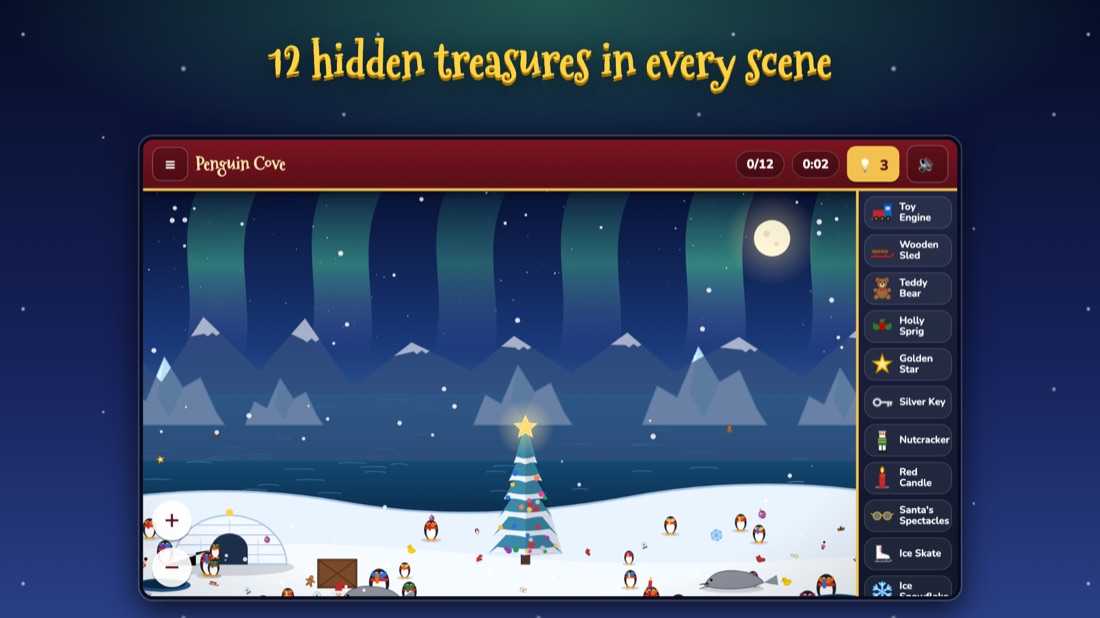 12 hidden treasures in every scene
Penguin Cove
0/12
0:02
3
Toy
Engine
Wooden
Sled
Teddy
Bear
Holly
Sprig
Golden
Star
Silver Key
Nutcracker
Red
Candle
Santa's
Spectacles
Ice Skate
Ice
Snowflake